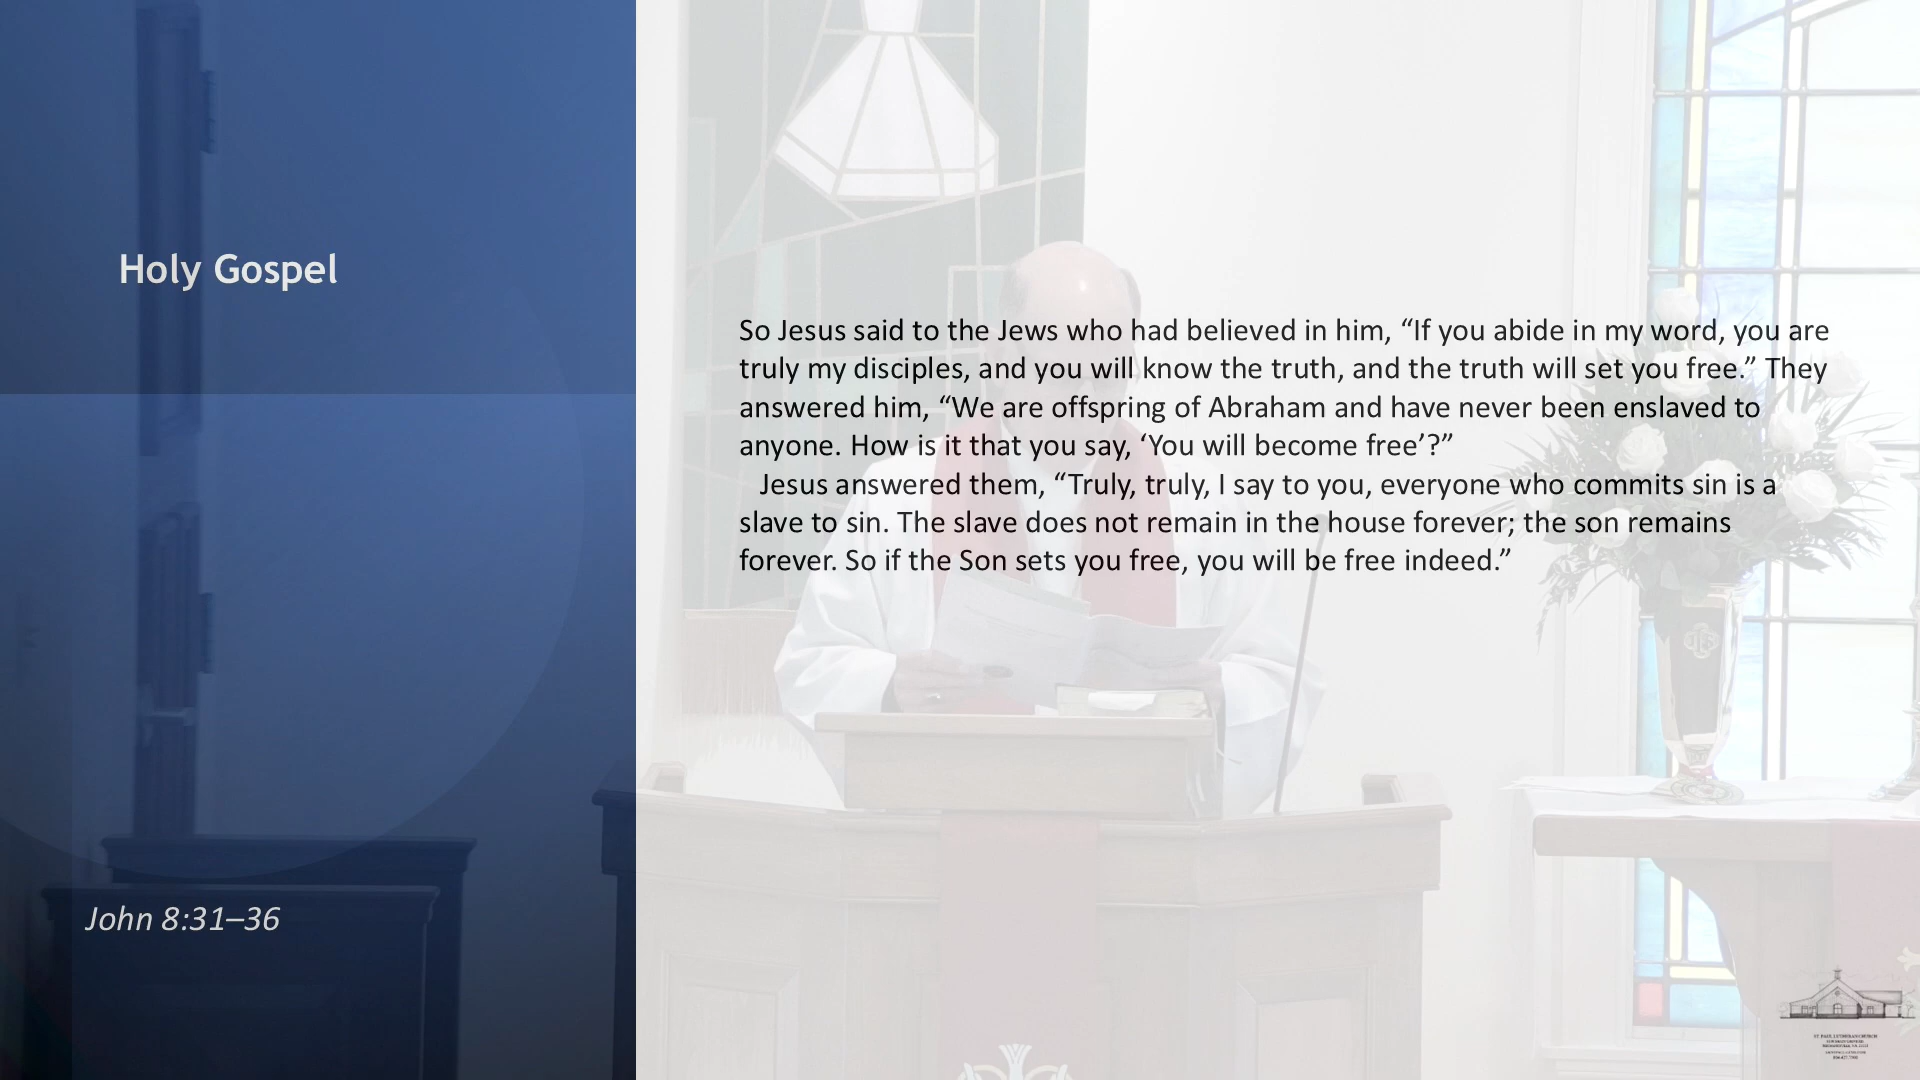 Holy Gospel
So Jesus said to the Jews who had believed in him, “If you abide in my word, you are
truly my disciples, and you will know the truth, and the truth will set you free.” They
answered him, “We are offspring of Abraham and have never been enslaved to
anyone. How is it that you say, ‘You will become free’?”
Jesus answered them, “Truly, truly, I say to you, everyone who commits sin is a
slave to sin. The slave does not remain in the house forever; the son remains
forever. So if the Son sets you free, you will be free indeed.”
John 8:31–36
ST. PAUL LUTHERAN CHURCH